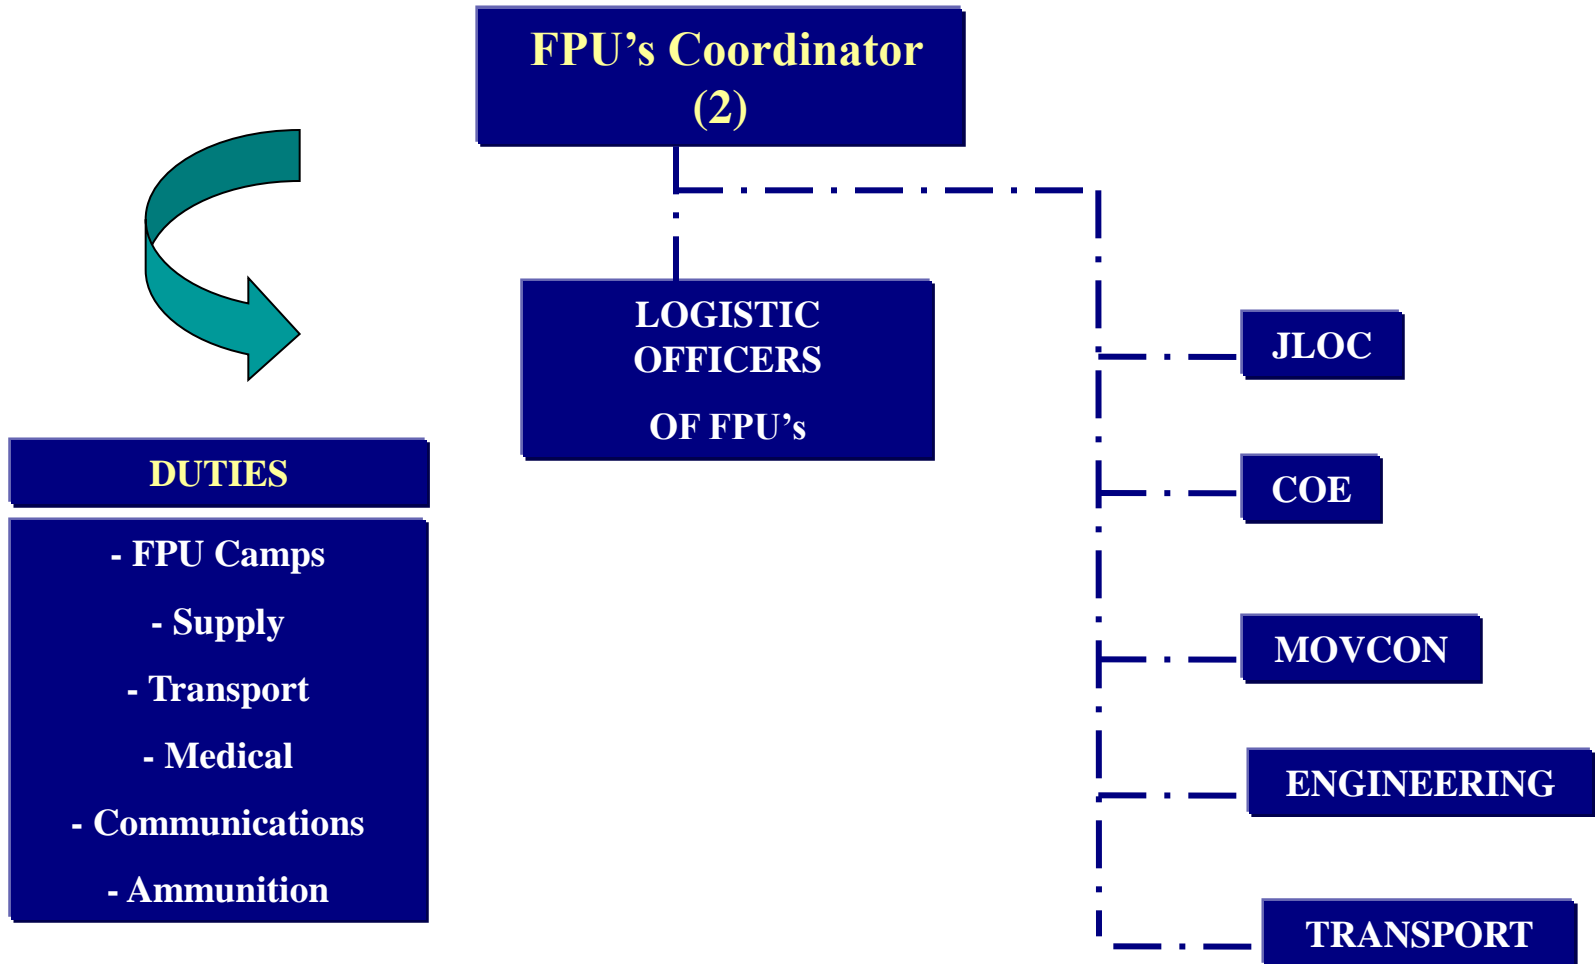 FPU’s Coordinator
(2)
LOGISTIC
OFFICERS
OF FPU’s
JLOC
COE
MOVCON
ENGINEERING
TRANSPORT
DUTIES
- FPU Camps
- Supply
- Transport
- Medical
- Communications
- Ammunition